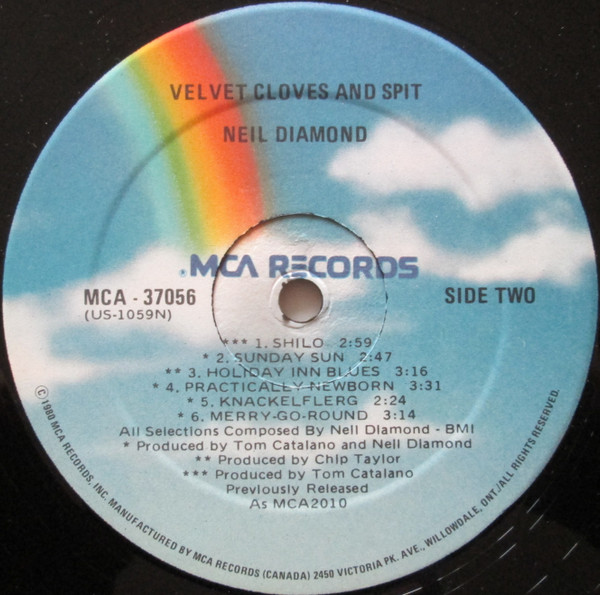 VELVET CLOVES AND SPIT
NEIL DIAMOND
®MCA RECORDS
MCA - 37056
(US-1059N)
SIDE TWO
*** 1. SHILO 2:59
* 2. SUNDAY SUN 2:47
** 3. HOLIDAY INN BLUES 3:16
* 4. PRACTICALLY NEWBORN 3:31
* 5. KNACKELFLERG 2:24
* 6. MERRY-GO-ROUND 3:14
All Selections Composed By Neil Diamond - BMI
* Produced by Tom Catalano and Neil Diamond
** Produced by Chip Taylor
*** Produced by Tom Catalano
Previously Released
As MCA2010
© 1980 MCA RECORDS, INC. MANUFACTURED BY MCA RECORDS (CANADA) 2450 VICTORIA PK. AVE., WILLOWDALE, ONT./ALL RIGHTS RESERVED.